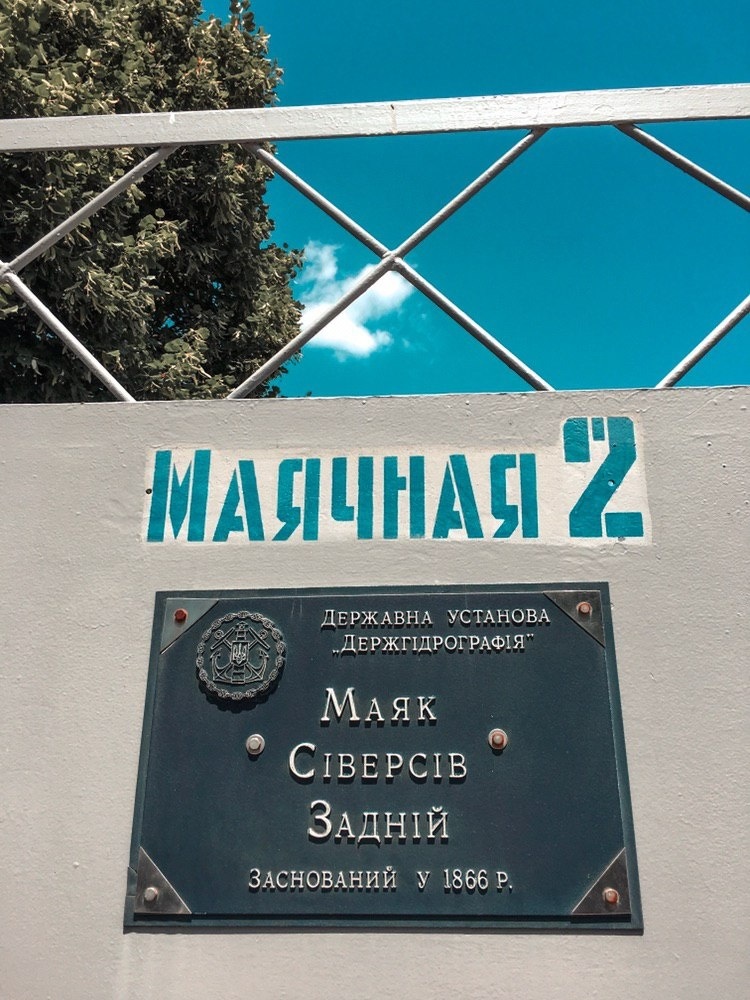 Маячная 2
Державна установа
„Держгідрографія"
Маяк
Сіверсів
Задній
Заснований у 1866 р.